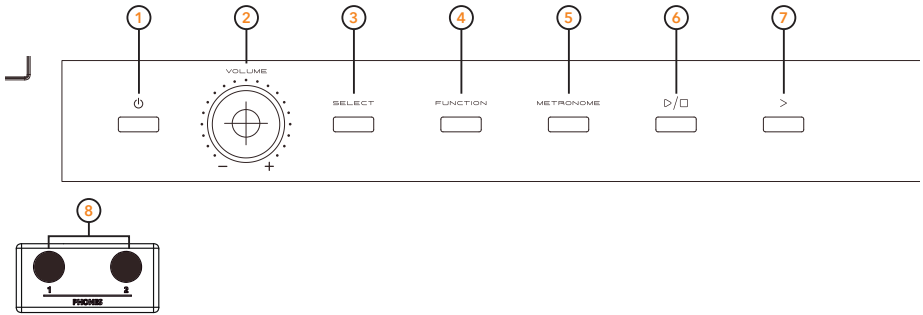 1 2 3 4 5 6 7
VOLUME
SELECT FUNCTION METRONOME ▷/□ >
− +
8
1 2
PHONES